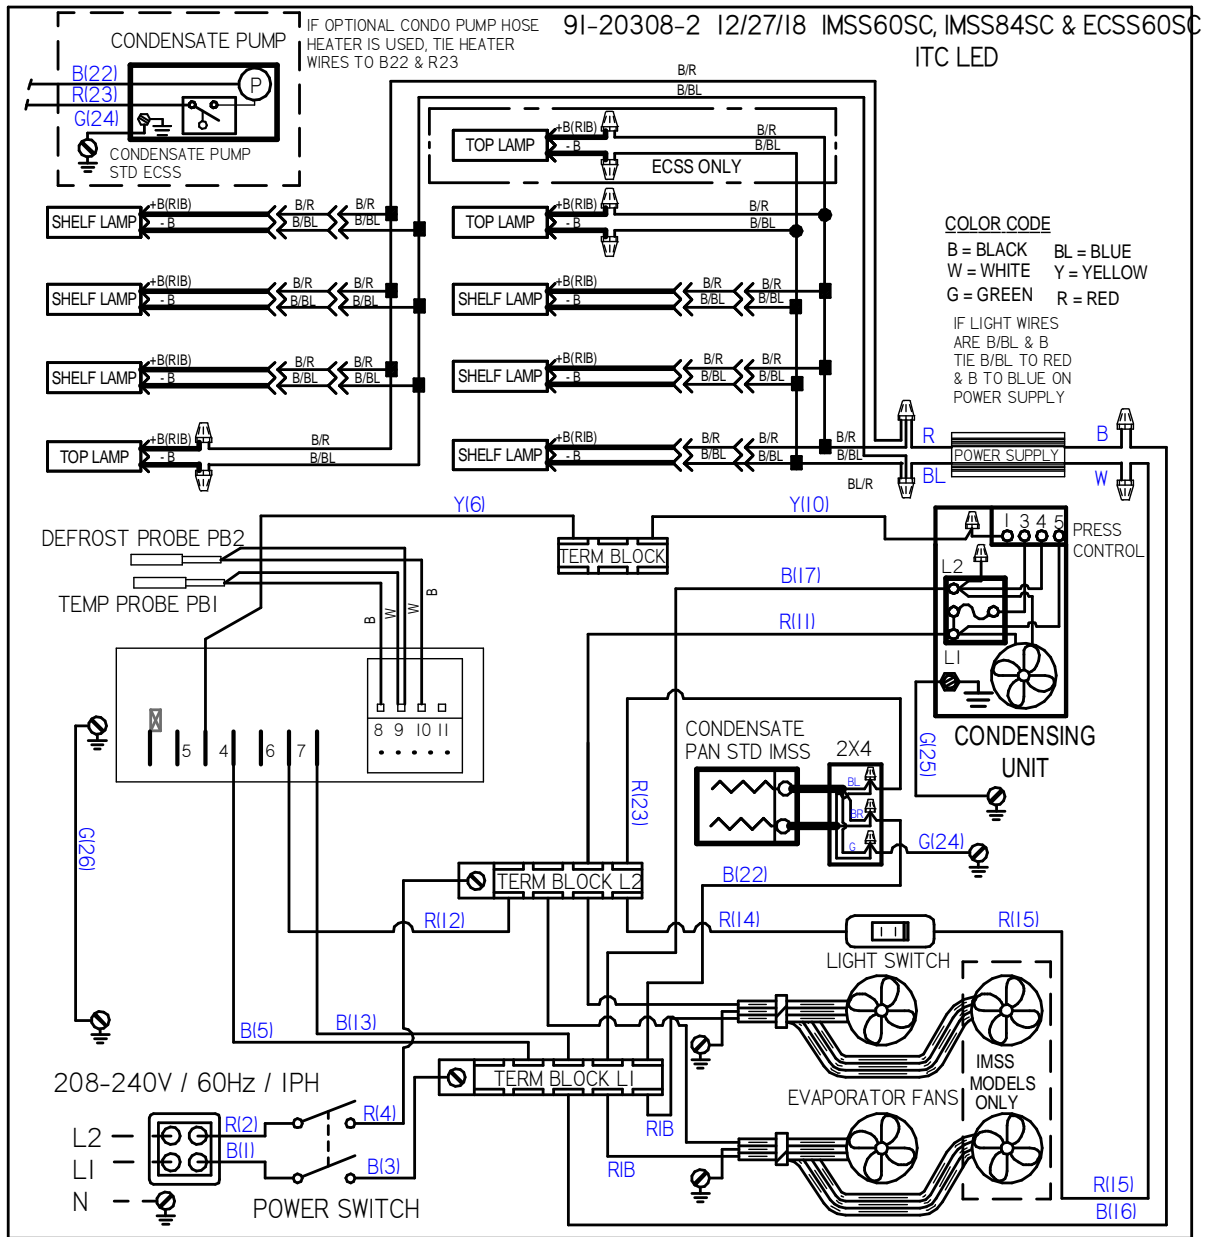 91-20308-2 12/27/18 IMSS60SC, IMSS84SC & ECSS60SC
ITC LED
IF OPTIONAL CONDO PUMP HOSE
HEATER IS USED, TIE HEATER
WIRES TO B22 & R23
CONDENSATE PUMP
B(22)
R(23)
G(24)
P
CONDENSATE PUMP
STD ECSS
B/R
B/BL
TOP LAMP
+B(RIB)
- B
B/R
B/BL
ECSS ONLY
SHELF LAMP
+B(RIB)
- B
B/R
B/BL
B/R
B/BL
TOP LAMP
+B(RIB)
- B
B/R
B/BL
SHELF LAMP
+B(RIB)
- B
B/R
B/BL
B/R
B/BL
SHELF LAMP
+B(RIB)
- B
B/R
B/BL
B/R
B/BL
SHELF LAMP
+B(RIB)
- B
B/R
B/BL
B/R
B/BL
SHELF LAMP
+B(RIB)
- B
B/R
B/BL
B/R
B/BL
TOP LAMP
+B(RIB)
- B
B/R
B/BL
SHELF LAMP
+B(RIB)
- B
B/R
B/BL
B/R
B/BL
B/R
B/BL
BL/R
COLOR CODE
B = BLACK BL = BLUE
W = WHITE Y = YELLOW
G = GREEN R = RED
IF LIGHT WIRES
ARE B/BL & B
TIE B/BL TO RED
& B TO BLUE ON
POWER SUPPLY
R
BL
POWER SUPPLY
B
W
Y(6)
Y(10)
TERM BLOCK
DEFROST PROBE PB2
TEMP PROBE PB1
B
W
W
B
B(17)
R(11)
1 3 4 5
PRESS
CONTROL
L2
L1
CONDENSING
UNIT
G(25)
5 4 6 7
8 9 10 11
G(26)
CONDENSATE
PAN STD IMSS
2X4
BL
BR
G
G(24)
R(23)
B(22)
TERM BLOCK L2
R(12)
R(14)
R(15)
LIGHT SWITCH
B(5)
B(13)
TERM BLOCK L1
RIB
RIB
EVAPORATOR FANS
IMSS
MODELS
ONLY
208-240V / 60Hz / 1PH
L2
L1
N
R(2)
B(1)
R(4)
B(3)
POWER SWITCH
R(15)
B(16)